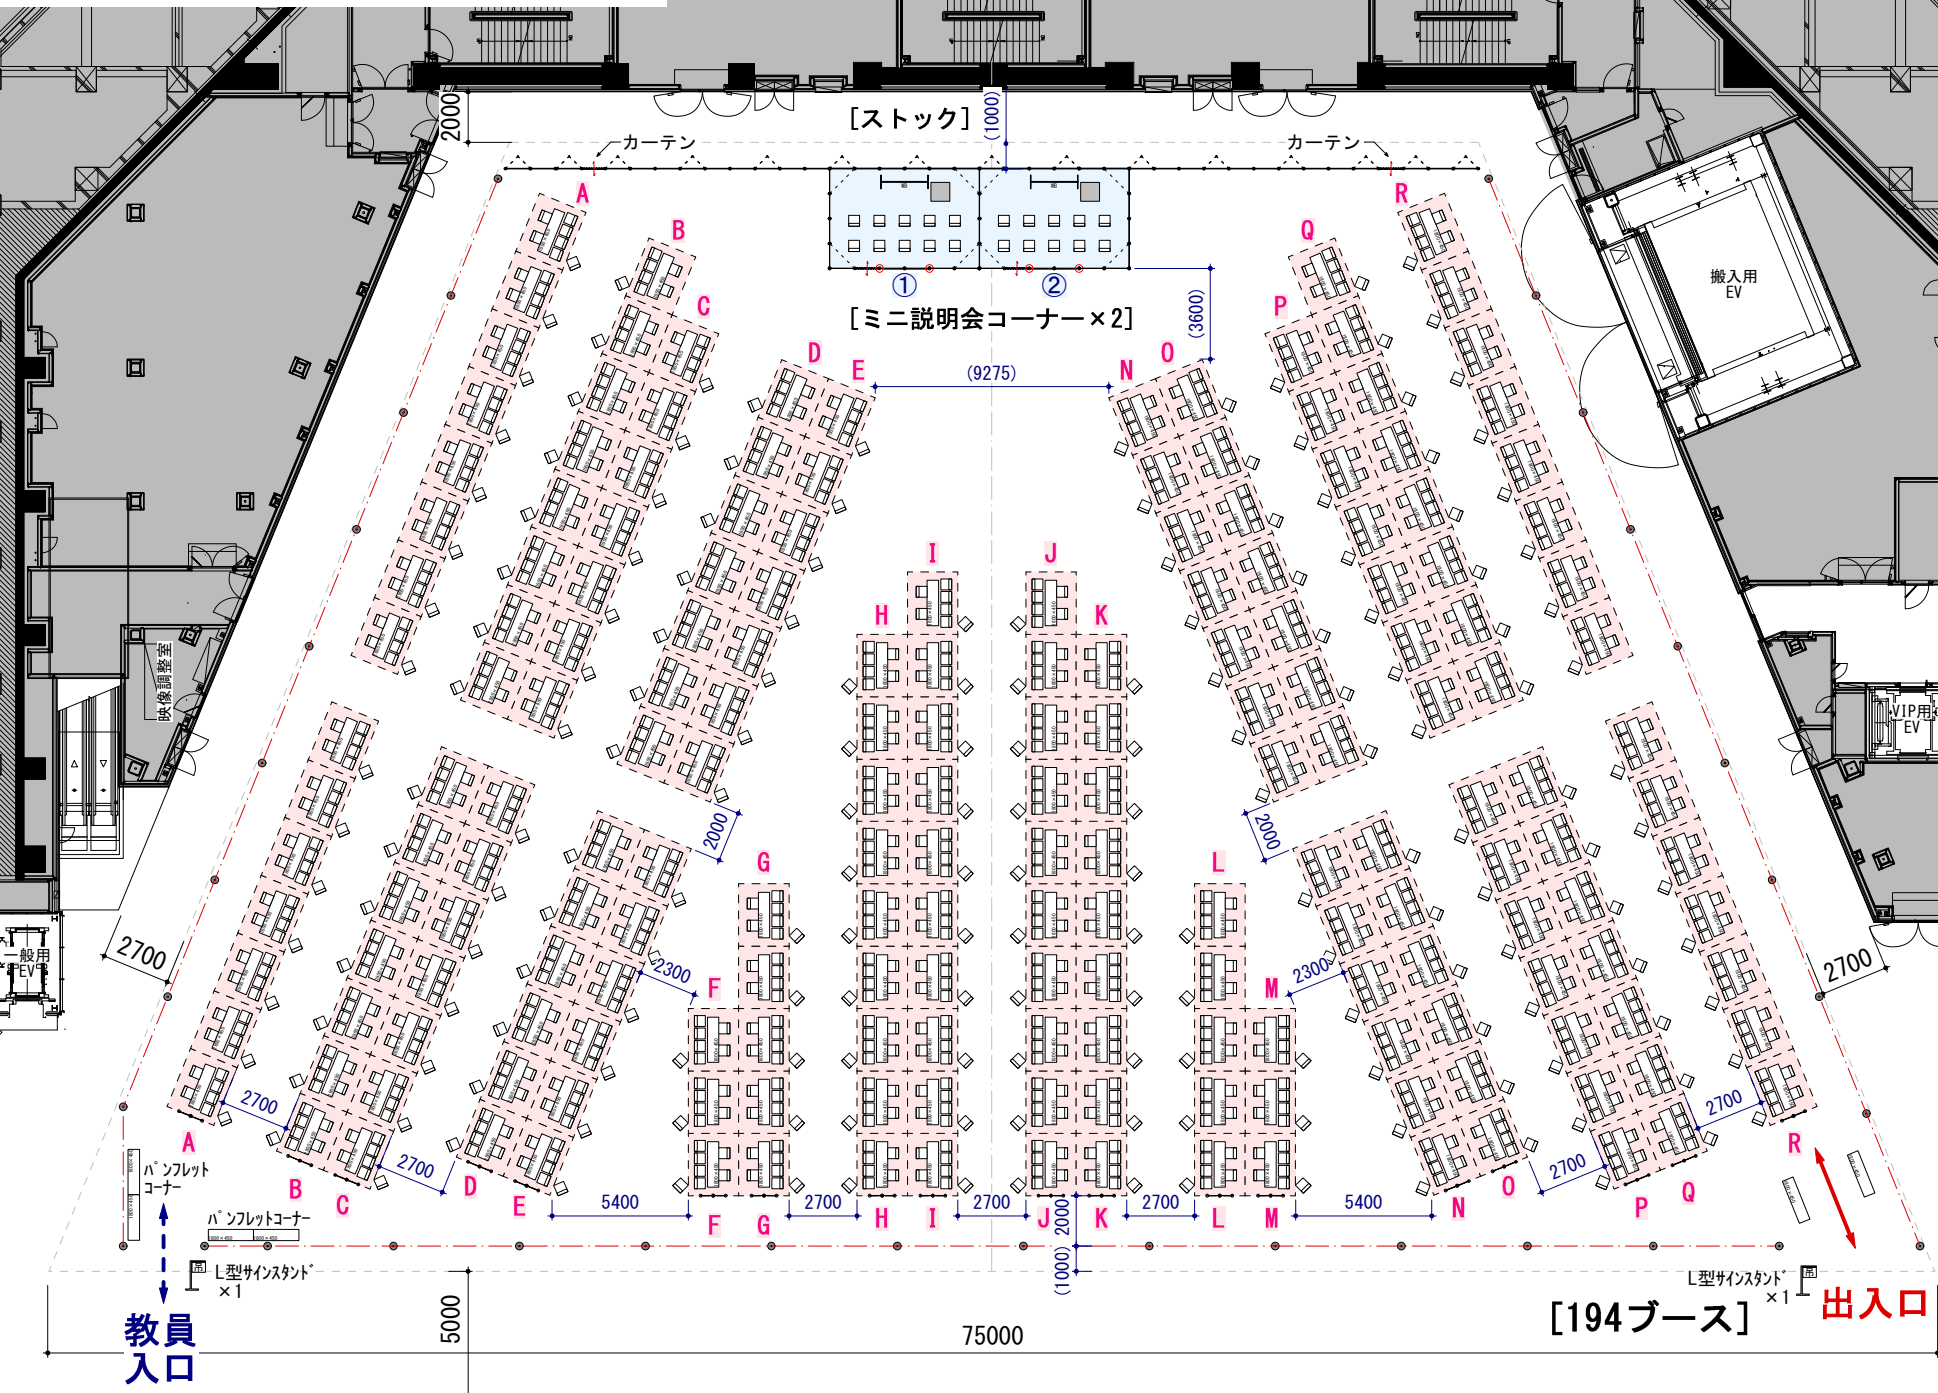 2000
[ストック]
(1000)
カーテン
カーテン
A
R
B
Q
C
P
①
②
[ミニ説明会コーナー×2]
(3600)
搬入用
EV
D
E
(9275)
N
O
I
J
H
K
映像調整室
VIP用
EV
2000
2000
G
L
2700
一般用
EV
2300
F
M
2300
2700
2700
2700
A
R
パンフレット
コーナー
B
C
2700
D
E
2700
N
O
P
Q
5400
2700
2700
2000
2700
5400
F
G
H
I
J
K
L
M
パンフレットコーナー
(1000)
L型サインスタンド
×1
L型サインスタンド
×1
教員
入口
5000
75000
[194ブース]
出入口